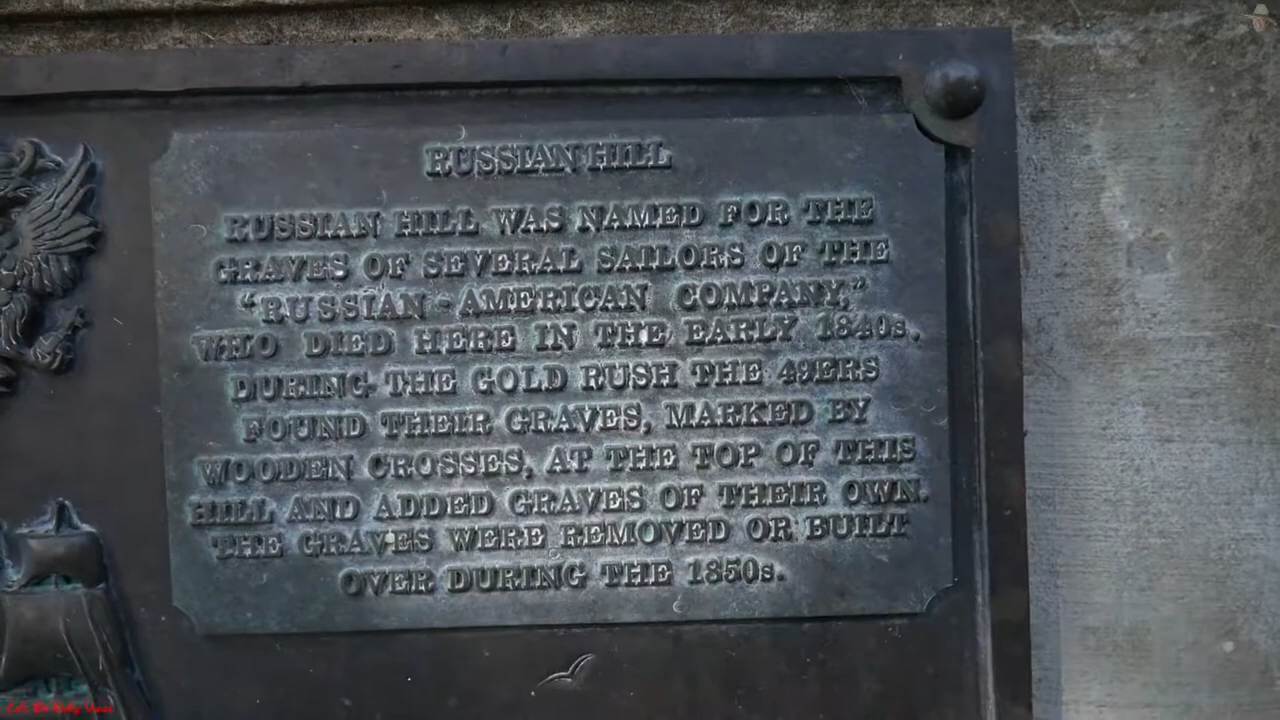 RUSSIAN HILL
RUSSIAN HILL WAS NAMED FOR THE
GRAVES OF SEVERAL SAILORS OF THE
"RUSSIAN - AMERICAN COMPANY,"
WHO DIED HERE IN THE EARLY 1840s.
DURING THE GOLD RUSH THE 49ERS
FOUND THEIR GRAVES, MARKED BY
WOODEN CROSSES, AT THE TOP OF THIS
HILL AND ADDED GRAVES OF THEIR OWN.
THE GRAVES WERE REMOVED OR BUILT
OVER DURING THE 1850s.